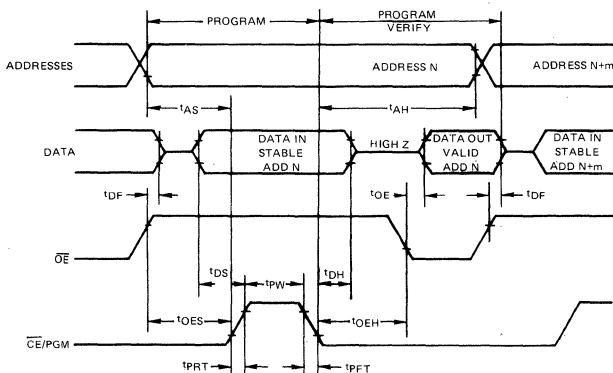 PROGRAM
PROGRAM
VERIFY
ADDRESSES
ADDRESS N
ADDRESS N+m
tAS
tAH
DATA
DATA IN
STABLE
ADD N
HIGH Z
DATA OUT
VALID
ADD N
DATA IN
STABLE
ADD N+m
tDF
tOE
tDF
OE
tDS
tPW
tDH
tOES
tOEH
CE/PGM
tPRT
tPFT